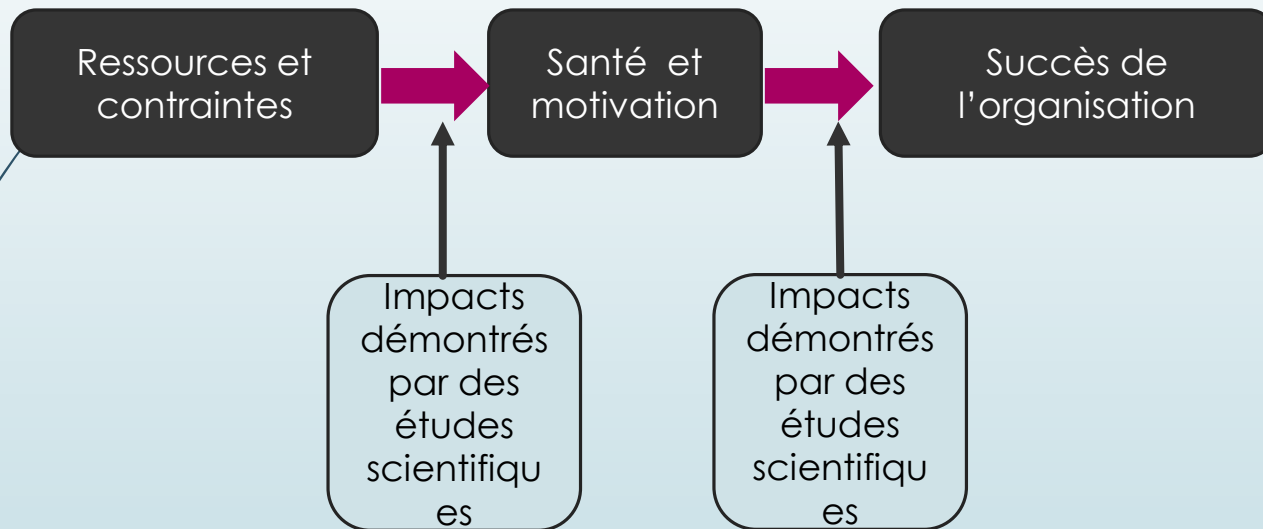 Ressources et
contraintes
Santé et
motivation
Succès de
l’organisation
Impacts
démontrés
par des
études
scientifiqu
es
Impacts
démontrés
par des
études
scientifiqu
es